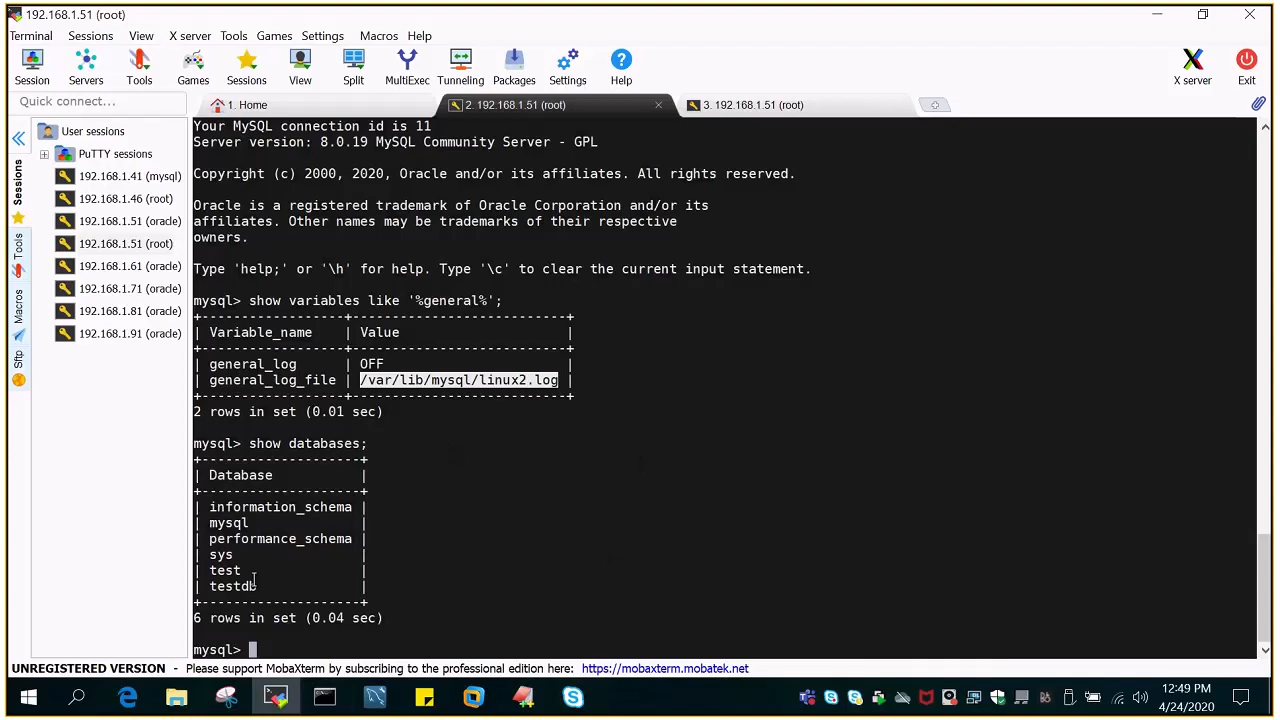 192.168.1.51 (root)
Terminal Sessions View X server Tools Games Settings Macros Help
Session Servers Tools Games Sessions View Split MultiExec Tunneling Packages Settings Help X server Exit
Quick connect... 1. Home 2. 192.168.1.51 (root) 3. 192.168.1.51 (root)
User sessions
PuTTY sessions
192.168.1.41 (mysql)
192.168.1.46 (root)
192.168.1.51 (oracle)
192.168.1.51 (root)
192.168.1.61 (oracle)
192.168.1.71 (oracle)
192.168.1.81 (oracle)
192.168.1.91 (oracle)
Sessions
Tools
Macros
Sftp
Your MySQL connection id is 11
Server version: 8.0.19 MySQL Community Server - GPL
Copyright (c) 2000, 2020, Oracle and/or its affiliates. All rights reserved.
Oracle is a registered trademark of Oracle Corporation and/or its
affiliates. Other names may be trademarks of their respective
owners.
Type 'help;' or '\h' for help. Type '\c' to clear the current input statement.
mysql> show variables like '%general%';
+------------------+---------------------------+
| Variable_name | Value |
+------------------+---------------------------+
| general_log | OFF |
| general_log_file | /var/lib/mysql/linux2.log |
+------------------+---------------------------+
2 rows in set (0.01 sec)
mysql> show databases;
+--------------------+
| Database |
+--------------------+
| information_schema |
| mysql |
| performance_schema |
| sys |
| test |
| testdb |
+--------------------+
6 rows in set (0.04 sec)
mysql>
UNREGISTERED VERSION - Please support MobaXterm by subscribing to the professional edition here: https://mobaxterm.mobatek.net
12:49 PM
4/24/2020